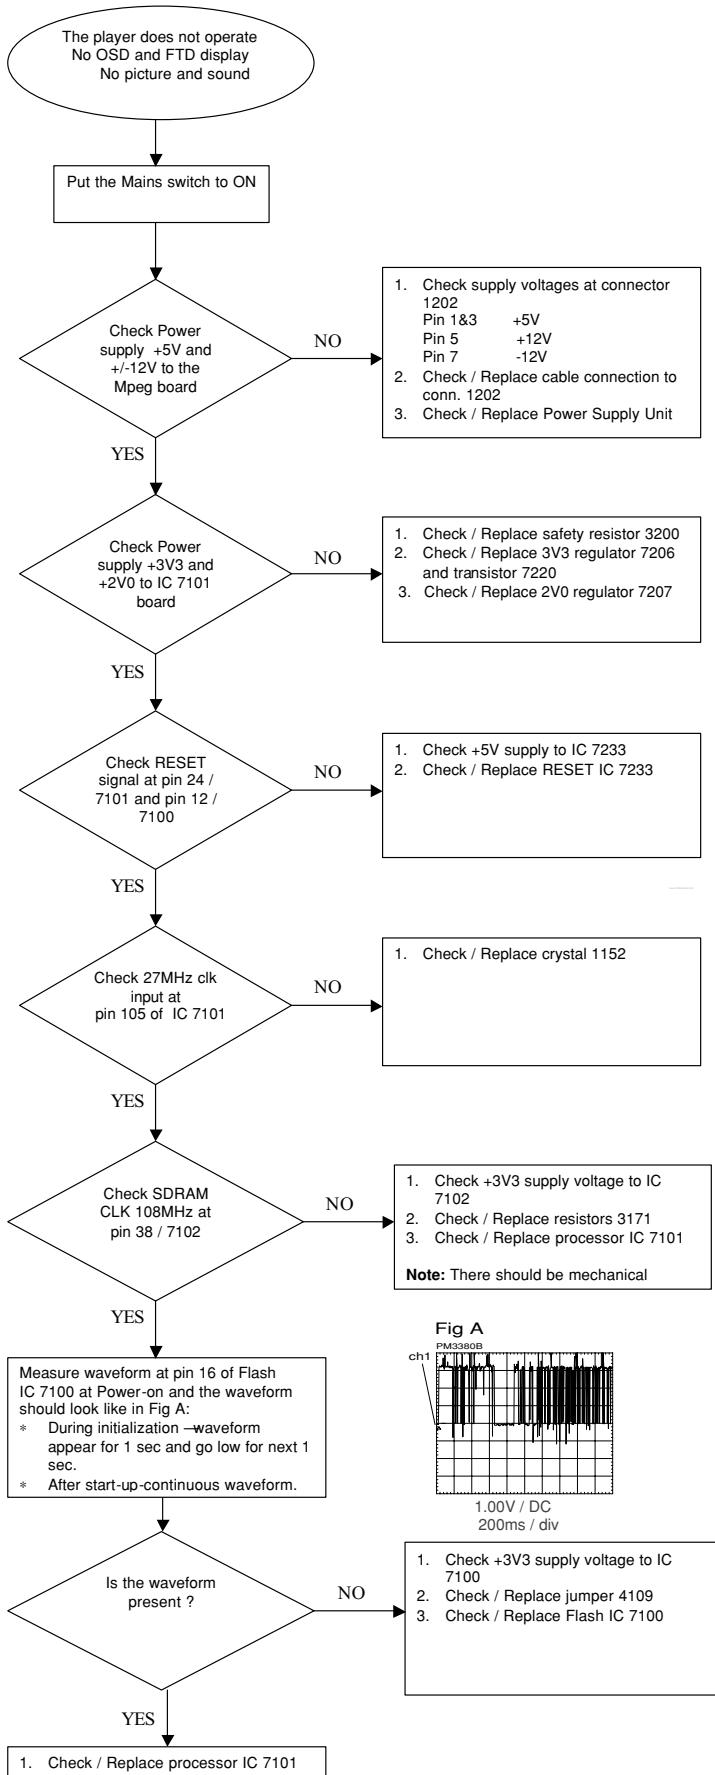 The player does not operate
No OSD and FTD display
No picture and sound
Put the Mains switch to ON
Check Power
supply +5V and
+/-12V to the
Mpeg board
NO
1. Check supply voltages at connector
1202
Pin 1&3 +5V
Pin 5 +12V
Pin 7 -12V
2. Check / Replace cable connection to
conn. 1202
3. Check / Replace Power Supply Unit
YES
Check Power
supply +3V3 and
+2V0 to IC 7101
board
NO
1. Check / Replace safety resistor 3200
2. Check / Replace 3V3 regulator 7206
and transistor 7220
3. Check / Replace 2V0 regulator 7207
YES
Check RESET
signal at pin 24 /
7101 and pin 12 /
7100
NO
1. Check +5V supply to IC 7233
2. Check / Replace RESET IC 7233
YES
Check 27MHz clk
input at
pin 105 of IC 7101
NO
1. Check / Replace crystal 1152
YES
Check SDRAM
CLK 108MHz at
pin 38 / 7102
NO
1. Check +3V3 supply voltage to IC
7102
2. Check / Replace resistors 3171
3. Check / Replace processor IC 7101
Note: There should be mechanical
YES
Measure waveform at pin 16 of Flash
IC 7100 at Power-on and the waveform
should look like in Fig A:
* During initialization –waveform
appear for 1 sec and go low for next 1
sec.
* After start-up-continuous waveform.
Fig A
PM3380B
ch1
1.00V / DC
200ms / div
Is the waveform
present ?
NO
1. Check +3V3 supply voltage to IC
7100
2. Check / Replace jumper 4109
3. Check / Replace Flash IC 7100
YES
1. Check / Replace processor IC 7101